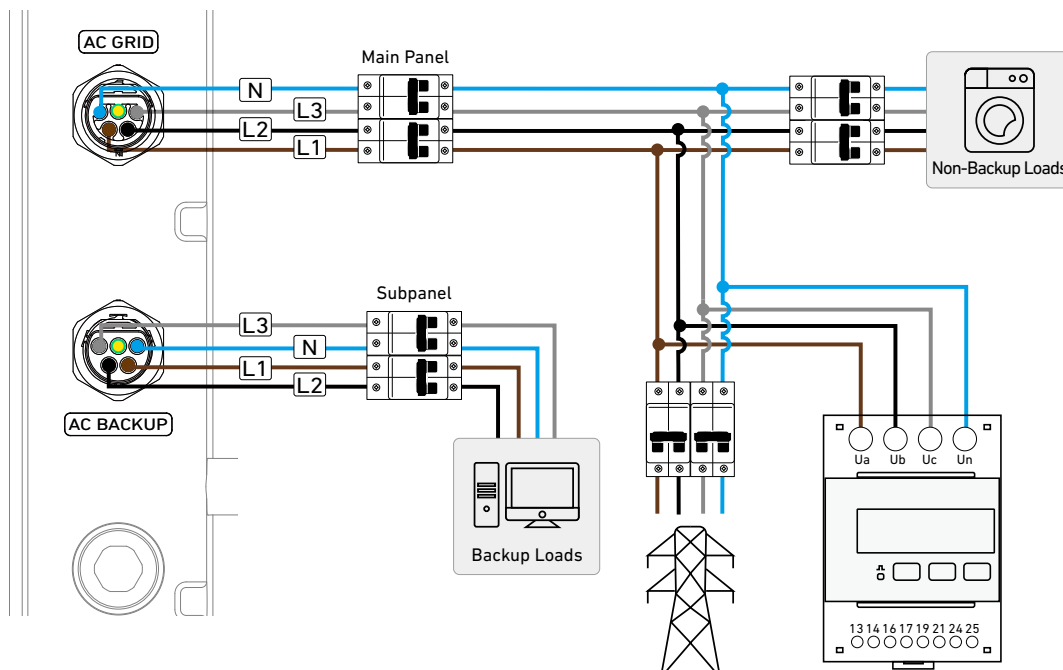 AC GRID
Main Panel
N
L3
L2
L1
Non-Backup Loads
Subpanel
L3
N
L1
L2
AC BACKUP
Backup Loads
Ua Ub Uc Un
13 14 16 17 19 21 24 25